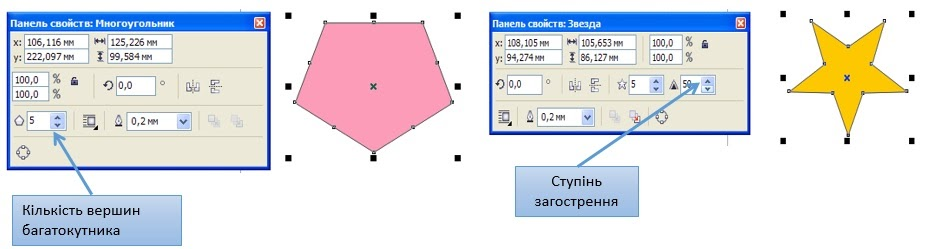 Панель свойств: Многоугольник
x: 106,116 мм 125,226 мм
y: 222,097 мм 99,584 мм
100,0 %
100,0 %
0,0 °
5
0,2 мм
Кількість вершин
багатокутника
Панель свойств: Звезда
x: 108,105 мм 105,653 мм 100,0 %
y: 94,274 мм 86,127 мм 100,0 %
0,0 ° 5 50
0,2 мм
Ступінь
загострення